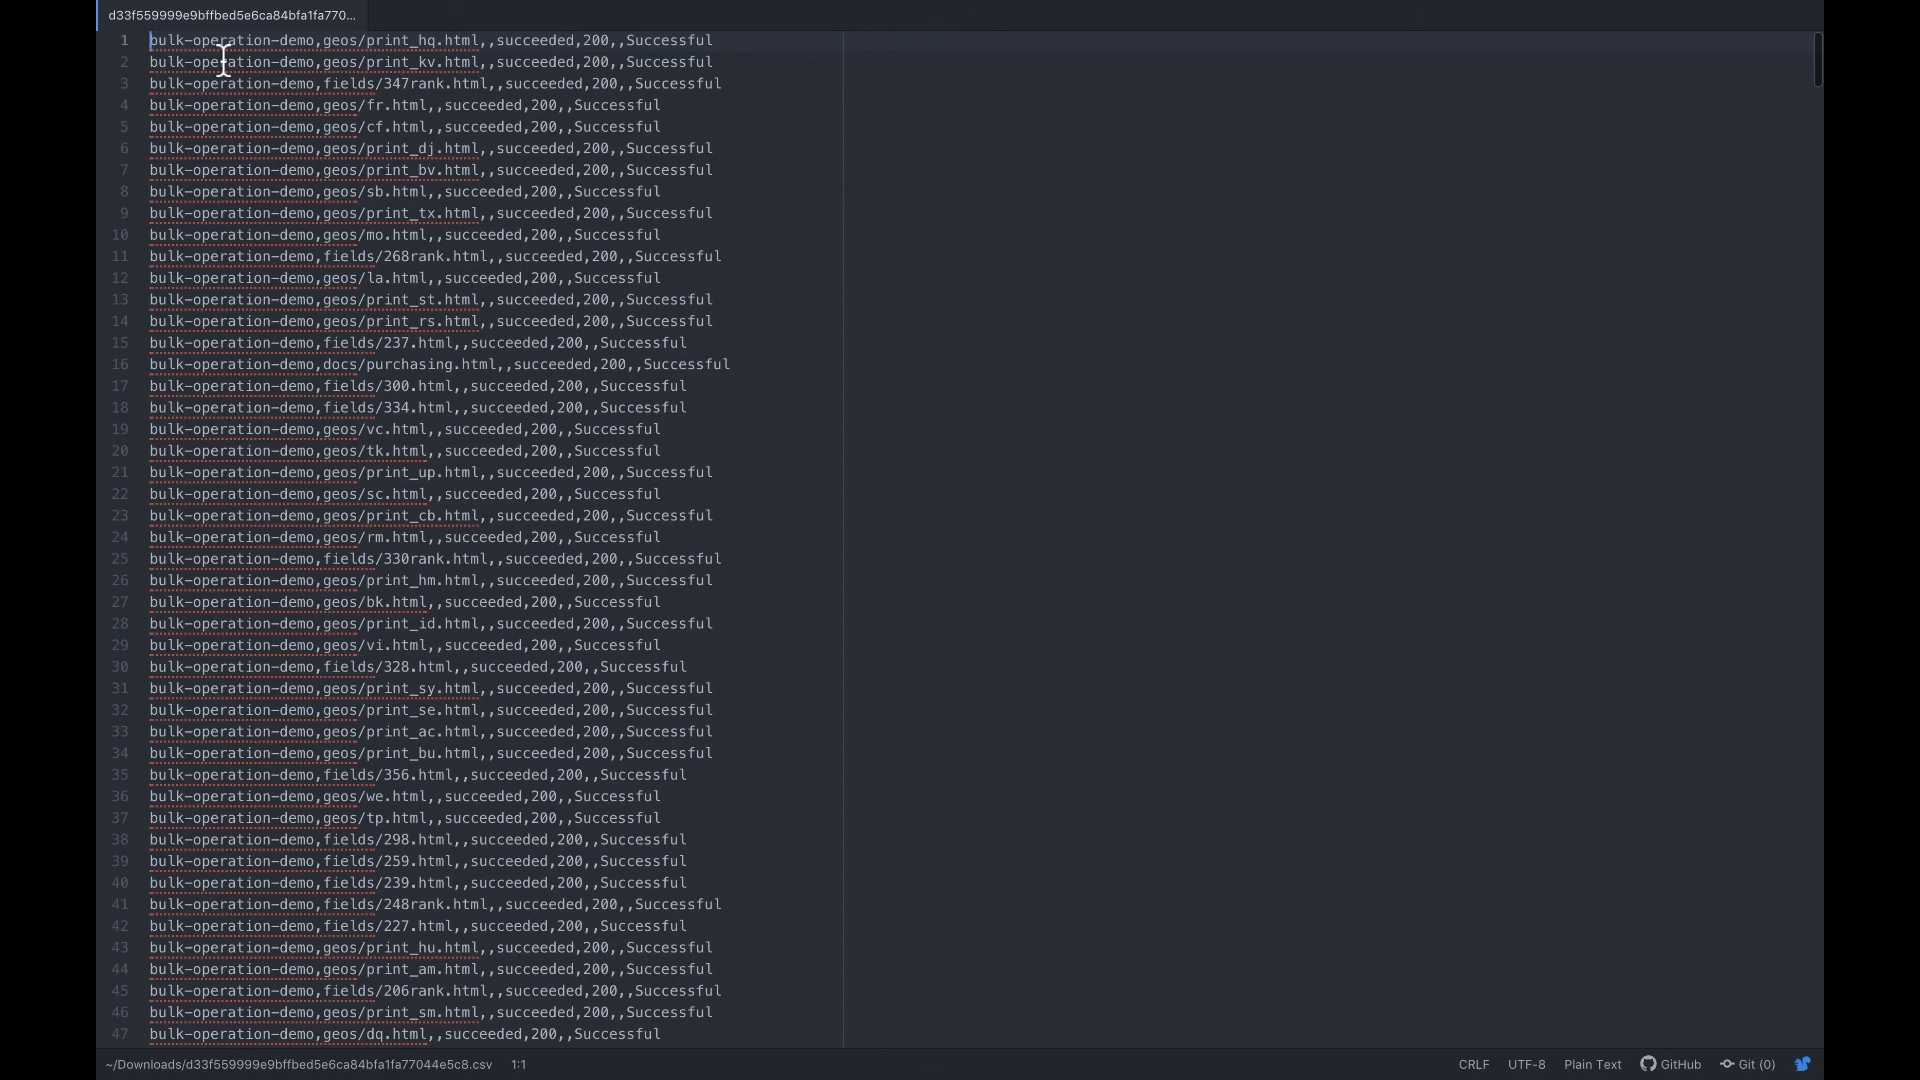 d33f559999e9bffbed5e6ca84bfa1fa770...
1 bulk-operation-demo,geos/print_hq.html,,succeeded,200,,Successful
2 bulk-operation-demo,geos/print_kv.html,,succeeded,200,,Successful
3 bulk-operation-demo,fields/347rank.html,,succeeded,200,,Successful
4 bulk-operation-demo,geos/fr.html,,succeeded,200,,Successful
5 bulk-operation-demo,geos/cf.html,,succeeded,200,,Successful
6 bulk-operation-demo,geos/print_dj.html,,succeeded,200,,Successful
7 bulk-operation-demo,geos/print_bv.html,,succeeded,200,,Successful
8 bulk-operation-demo,geos/sb.html,,succeeded,200,,Successful
9 bulk-operation-demo,geos/print_tx.html,,succeeded,200,,Successful
10 bulk-operation-demo,geos/mo.html,,succeeded,200,,Successful
11 bulk-operation-demo,fields/268rank.html,,succeeded,200,,Successful
12 bulk-operation-demo,geos/la.html,,succeeded,200,,Successful
13 bulk-operation-demo,geos/print_st.html,,succeeded,200,,Successful
14 bulk-operation-demo,geos/print_rs.html,,succeeded,200,,Successful
15 bulk-operation-demo,fields/237.html,,succeeded,200,,Successful
16 bulk-operation-demo,docs/purchasing.html,,succeeded,200,,Successful
17 bulk-operation-demo,fields/300.html,,succeeded,200,,Successful
18 bulk-operation-demo,fields/334.html,,succeeded,200,,Successful
19 bulk-operation-demo,geos/vc.html,,succeeded,200,,Successful
20 bulk-operation-demo,geos/tk.html,,succeeded,200,,Successful
21 bulk-operation-demo,geos/print_up.html,,succeeded,200,,Successful
22 bulk-operation-demo,geos/sc.html,,succeeded,200,,Successful
23 bulk-operation-demo,geos/print_cb.html,,succeeded,200,,Successful
24 bulk-operation-demo,geos/rm.html,,succeeded,200,,Successful
25 bulk-operation-demo,fields/330rank.html,,succeeded,200,,Successful
26 bulk-operation-demo,geos/print_hm.html,,succeeded,200,,Successful
27 bulk-operation-demo,geos/bk.html,,succeeded,200,,Successful
28 bulk-operation-demo,geos/print_id.html,,succeeded,200,,Successful
29 bulk-operation-demo,geos/vi.html,,succeeded,200,,Successful
30 bulk-operation-demo,fields/328.html,,succeeded,200,,Successful
31 bulk-operation-demo,geos/print_sy.html,,succeeded,200,,Successful
32 bulk-operation-demo,geos/print_se.html,,succeeded,200,,Successful
33 bulk-operation-demo,geos/print_ac.html,,succeeded,200,,Successful
34 bulk-operation-demo,geos/print_bu.html,,succeeded,200,,Successful
35 bulk-operation-demo,fields/356.html,,succeeded,200,,Successful
36 bulk-operation-demo,geos/we.html,,succeeded,200,,Successful
37 bulk-operation-demo,geos/tp.html,,succeeded,200,,Successful
38 bulk-operation-demo,fields/298.html,,succeeded,200,,Successful
39 bulk-operation-demo,fields/259.html,,succeeded,200,,Successful
40 bulk-operation-demo,fields/239.html,,succeeded,200,,Successful
41 bulk-operation-demo,fields/248rank.html,,succeeded,200,,Successful
42 bulk-operation-demo,fields/227.html,,succeeded,200,,Successful
43 bulk-operation-demo,geos/print_hu.html,,succeeded,200,,Successful
44 bulk-operation-demo,geos/print_am.html,,succeeded,200,,Successful
45 bulk-operation-demo,fields/206rank.html,,succeeded,200,,Successful
46 bulk-operation-demo,geos/print_sm.html,,succeeded,200,,Successful
47 bulk-operation-demo,geos/dq.html,,succeeded,200,,Successful
~/Downloads/d33f559999e9bffbed5e6ca84bfa1fa77044e5c8.csv 1:1 CRLF UTF-8 Plain Text GitHub Git (0)